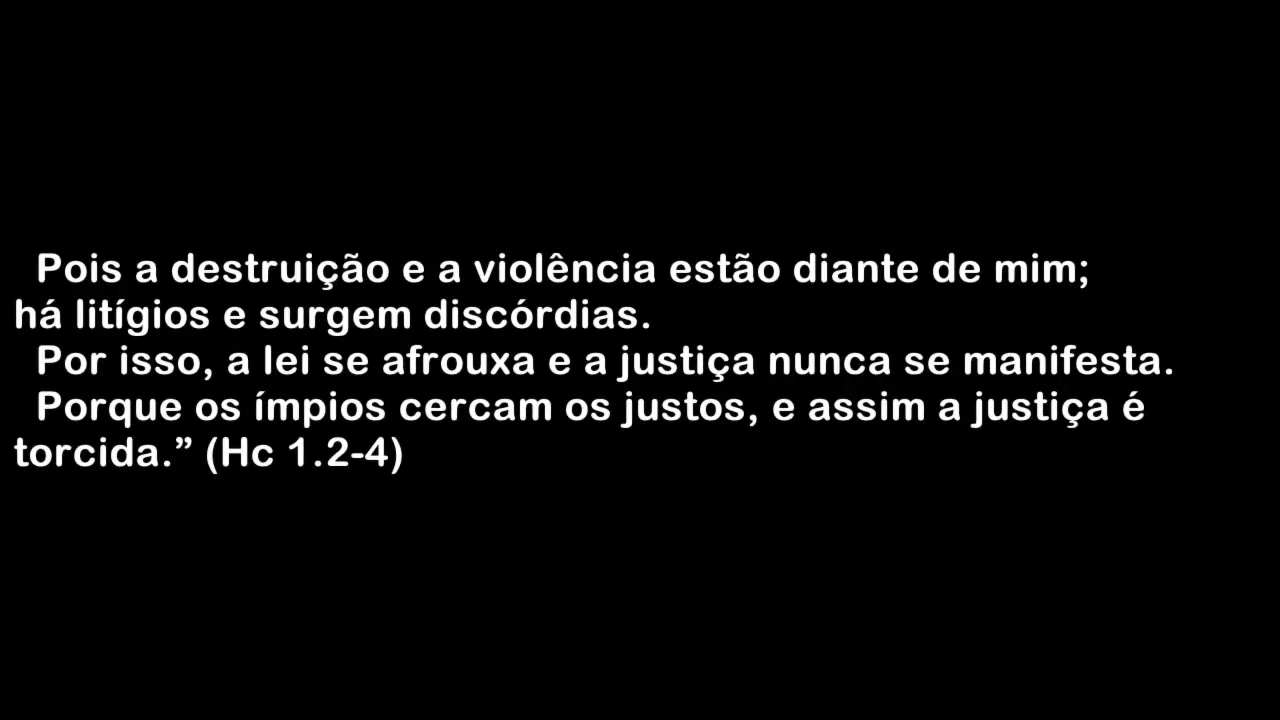 Pois a destruição e a violência estão diante de mim;
há litígios e surgem discórdias.
Por isso, a lei se afrouxa e a justiça nunca se manifesta.
Porque os ímpios cercam os justos, e assim a justiça é
torcida.” (Hc 1.2-4)